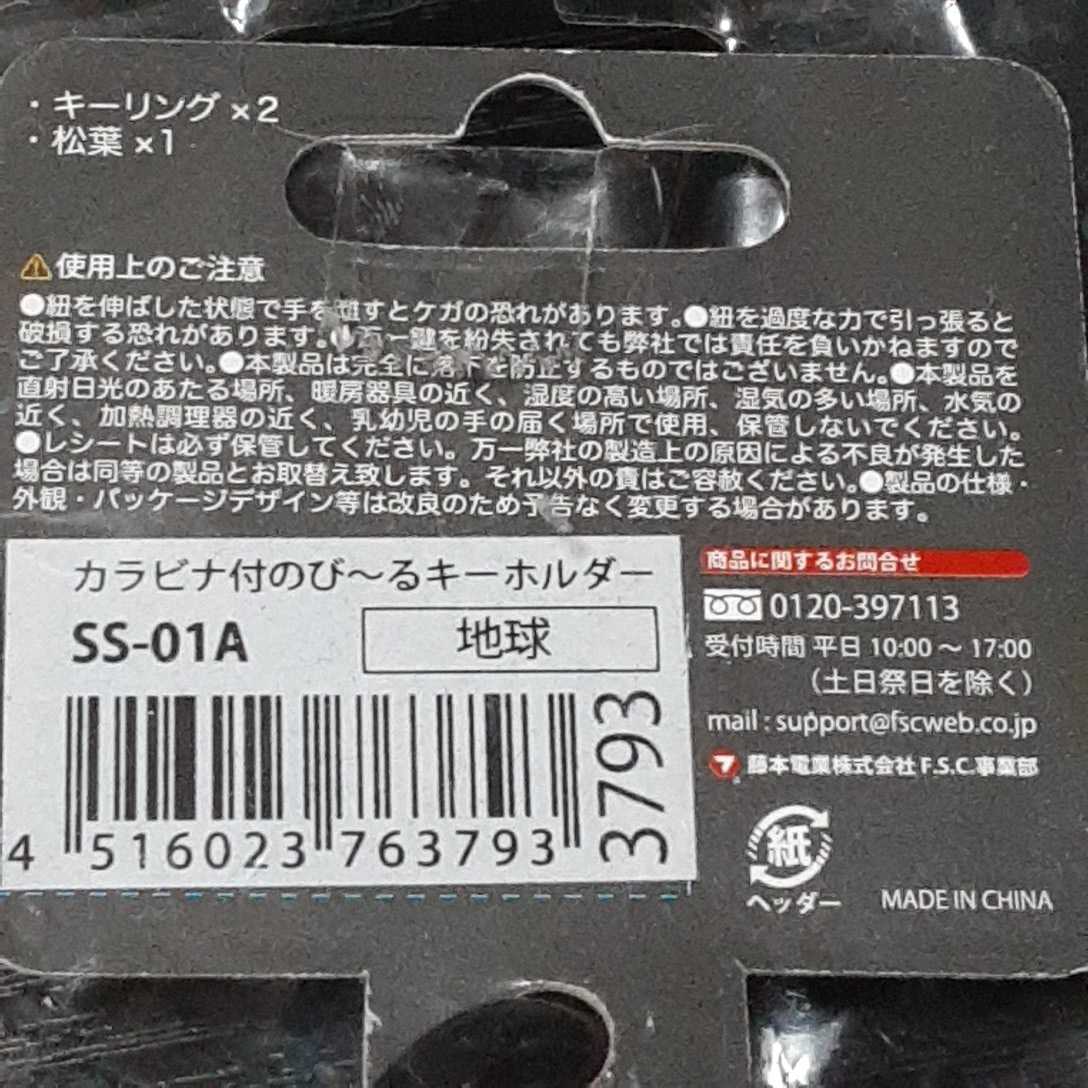 ・キーリング ×2
・松葉 ×1
使用上のご注意
●紐を伸ばした状態で手を離すとケガの恐れがあります。●紐を過度な力で引っ張ると
破損する恐れがあります。●万一鍵を紛失されても弊社では責任を負いかねますので
ご了承ください。●本製品は完全に落下を防止するものではございません。●本製品を
直射日光のあたる場所、暖房器具の近く、湿度の高い場所、湿気の多い場所、水気の
近く、加熱調理器の近く、乳幼児の手の届く場所で使用、保管しないでください。
●レシートは必ず保管してください。万一弊社の製造上の原因による不良が発生した
場合は同等の製品とお取替え致します。それ以外の責はご容赦ください。●製品の仕様・
外観・パッケージデザイン等は改良のため予告なく変更する場合があります。
カラビナ付のび～るキーホルダー
SS-01A
地球
4 516023 763793
3793
商品に関するお問合せ
0120-397113
受付時間 平日 10:00 ～ 17:00
（土日祭日を除く）
mail : support@fscweb.co.jp
藤本電業株式会社 F.S.C.事業部
紙
ヘッダー
MADE IN CHINA